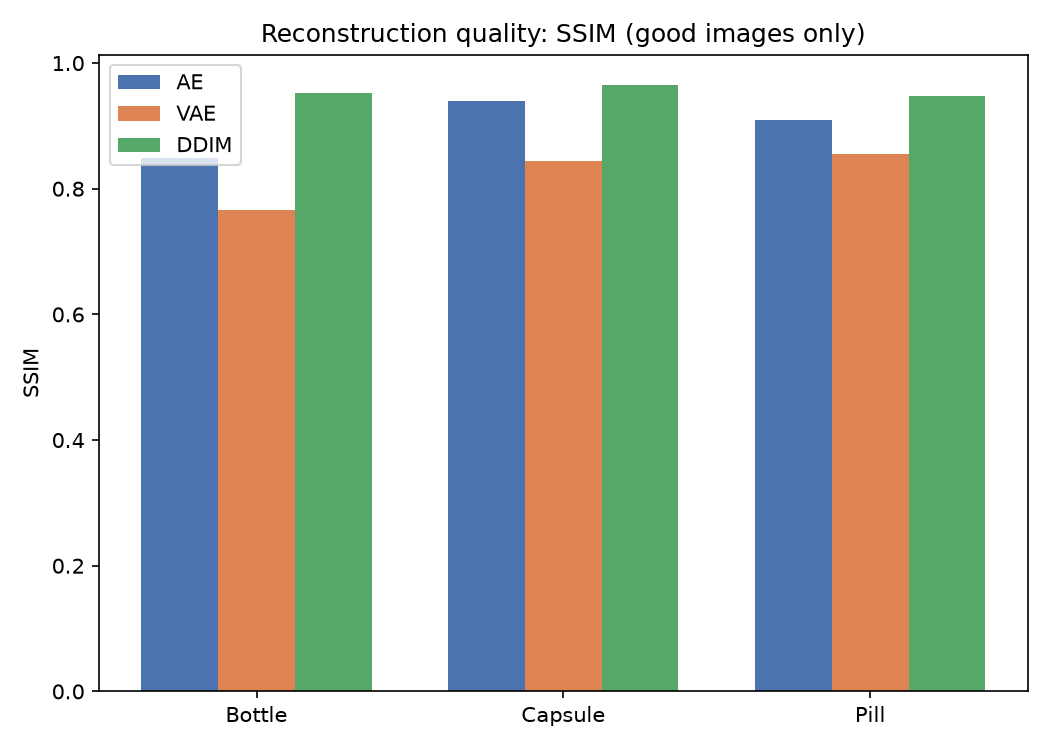 Reconstruction quality: SSIM (good images only)
1.0
0.8
0.6
0.4
0.2
0.0
SSIM
AE
VAE
DDIM
Bottle Capsule Pill